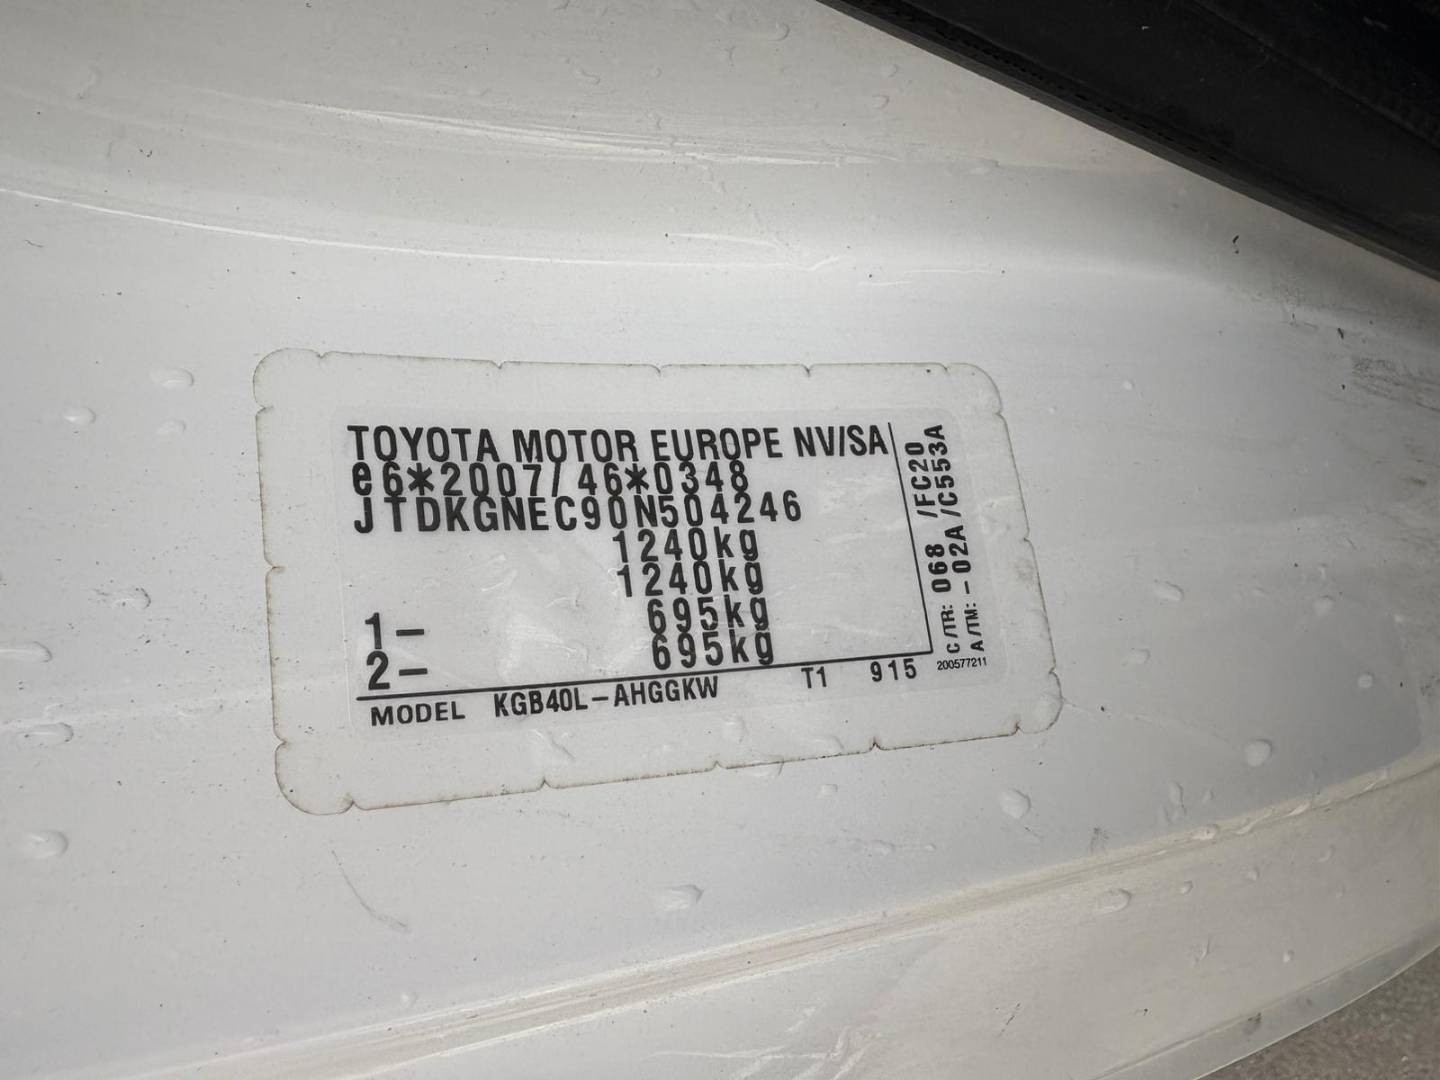 TOYOTA MOTOR EUROPE NV/SA
e6*2007/46*0348
JTDKGNEC90N504246
1240kg
1240kg
1- 695kg
2- 695kg
MODEL KGB40L-AHGGKW T1 915
C/TR: 068 /FC20
A/TM: -02A/C553A
200577211